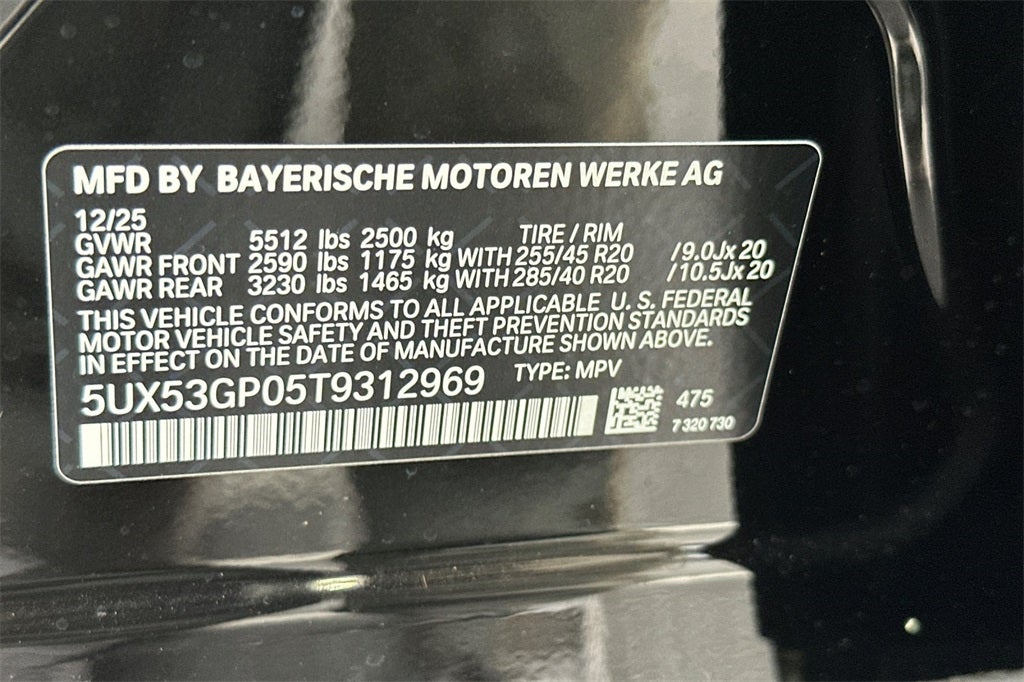 MFD BY BAYERISCHE MOTOREN WERKE AG
12/25
GVWR 5512 lbs 2500 kg TIRE / RIM
GAWR FRONT 2590 lbs 1175 kg WITH 255/45 R20 /9.0Jx20
GAWR REAR 3230 lbs 1465 kg WITH 285/40 R20 /10.5Jx20
THIS VEHICLE CONFORMS TO ALL APPLICABLE U. S. FEDERAL
MOTOR VEHICLE SAFETY AND THEFT PREVENTION STANDARDS
IN EFFECT ON THE DATE OF MANUFACTURE SHOWN ABOVE.
5UX53GP05T9312969 TYPE: MPV
475
7 320 730